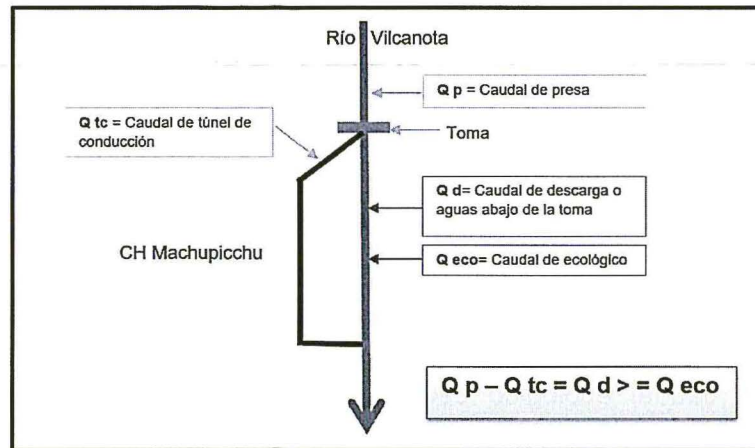 Río Vilcanota
Q p = Caudal de presa
Q tc = Caudal de túnel de
conducción
Toma
Q d= Caudal de descarga o
aguas abajo de la toma
CH Machupicchu
Q eco= Caudal de ecológico
Q p – Q tc = Q d > = Q eco